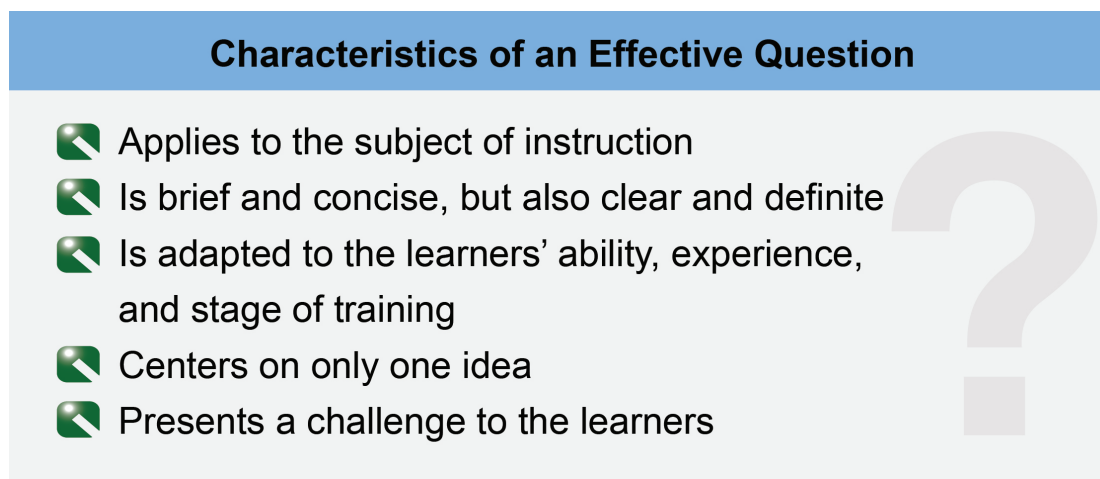 Characteristics of an Effective Question
Applies to the subject of instruction
Is brief and concise, but also clear and definite
Is adapted to the learners’ ability, experience,
and stage of training
Centers on only one idea
Presents a challenge to the learners
?